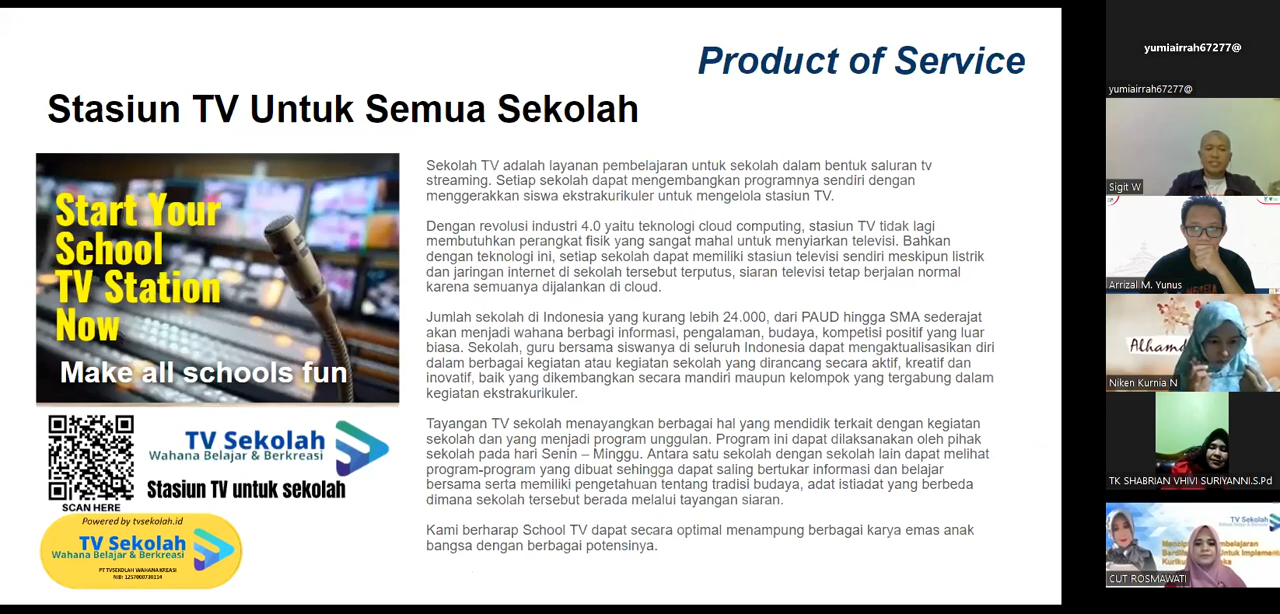 Product of Service
Stasiun TV Untuk Semua Sekolah
Start Your
School
TV Station
Now
Make all schools fun
SCAN HERE
TV Sekolah
Wahana Belajar & Berkreasi
Stasiun TV untuk sekolah
Powered by tvsekolah.id
TV Sekolah
Wahana Belajar & Berkreasi
PT TVSEKOLAH WAHANA KREASI
NIB: 1257000730114
Sekolah TV adalah layanan pembelajaran untuk sekolah dalam bentuk saluran tv
streaming. Setiap sekolah dapat mengembangkan programnya sendiri dengan
menggerakkan siswa ekstrakurikuler untuk mengelola stasiun TV.
Dengan revolusi industri 4.0 yaitu teknologi cloud computing, stasiun TV tidak lagi
membutuhkan perangkat fisik yang sangat mahal untuk menyiarkan televisi. Bahkan
dengan teknologi ini, setiap sekolah dapat memiliki stasiun televisi sendiri meskipun listrik
dan jaringan internet di sekolah tersebut terputus, siaran televisi tetap berjalan normal
karena semuanya dijalankan di cloud.
Jumlah sekolah di Indonesia yang kurang lebih 24.000, dari PAUD hingga SMA sederajat
akan menjadi wahana berbagi informasi, pengalaman, budaya, kompetisi positif yang luar
biasa. Sekolah, guru bersama siswanya di seluruh Indonesia dapat mengaktualisasikan diri
dalam berbagai kegiatan atau kegiatan sekolah yang dirancang secara aktif, kreatif dan
inovatif, baik yang dikembangkan secara mandiri maupun kelompok yang tergabung dalam
kegiatan ekstrakurikuler.
Tayangan TV sekolah menayangkan berbagai hal yang mendidik terkait dengan kegiatan
sekolah dan yang menjadi program unggulan. Program ini dapat dilaksanakan oleh pihak
sekolah pada hari Senin – Minggu. Antara satu sekolah dengan sekolah lain dapat melihat
program-program yang dibuat sehingga dapat saling bertukar informasi dan belajar
bersama serta memiliki pengetahuan tentang tradisi budaya, adat istiadat yang berbeda
dimana sekolah tersebut berada melalui tayangan siaran.
Kami berharap School TV dapat secara optimal menampung berbagai karya emas anak
bangsa dengan berbagai potensinya.
yumiairrah67277@
yumiairrah67277@
Sigit W
Arrizal M. Yunus
Alhamd
Niken Kurnia N
TK SHABRIAN VHIVI SURIYANNI.S.Pd
TV Sekolah
CUT ROSMAWATI